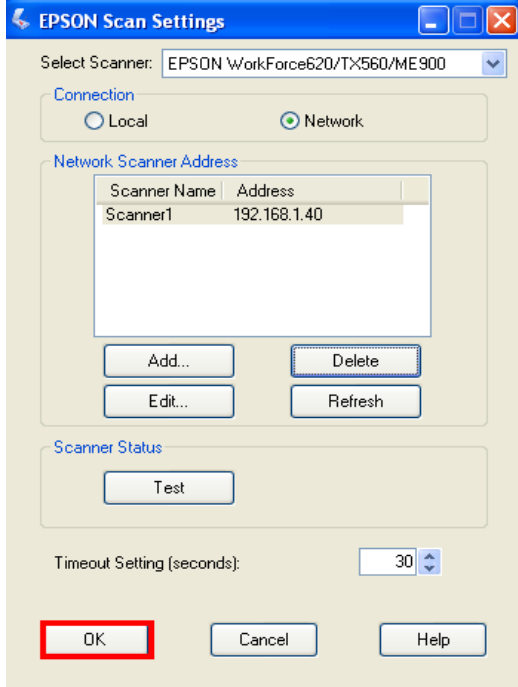 EPSON Scan Settings
Select Scanner: EPSON WorkForce620/TX560/ME900
Connection
Local Network
Network Scanner Address
Scanner Name Address
Scanner1 192.168.1.40
Add... Delete
Edit... Refresh
Scanner Status
Test
Timeout Setting (seconds): 30
OK Cancel Help